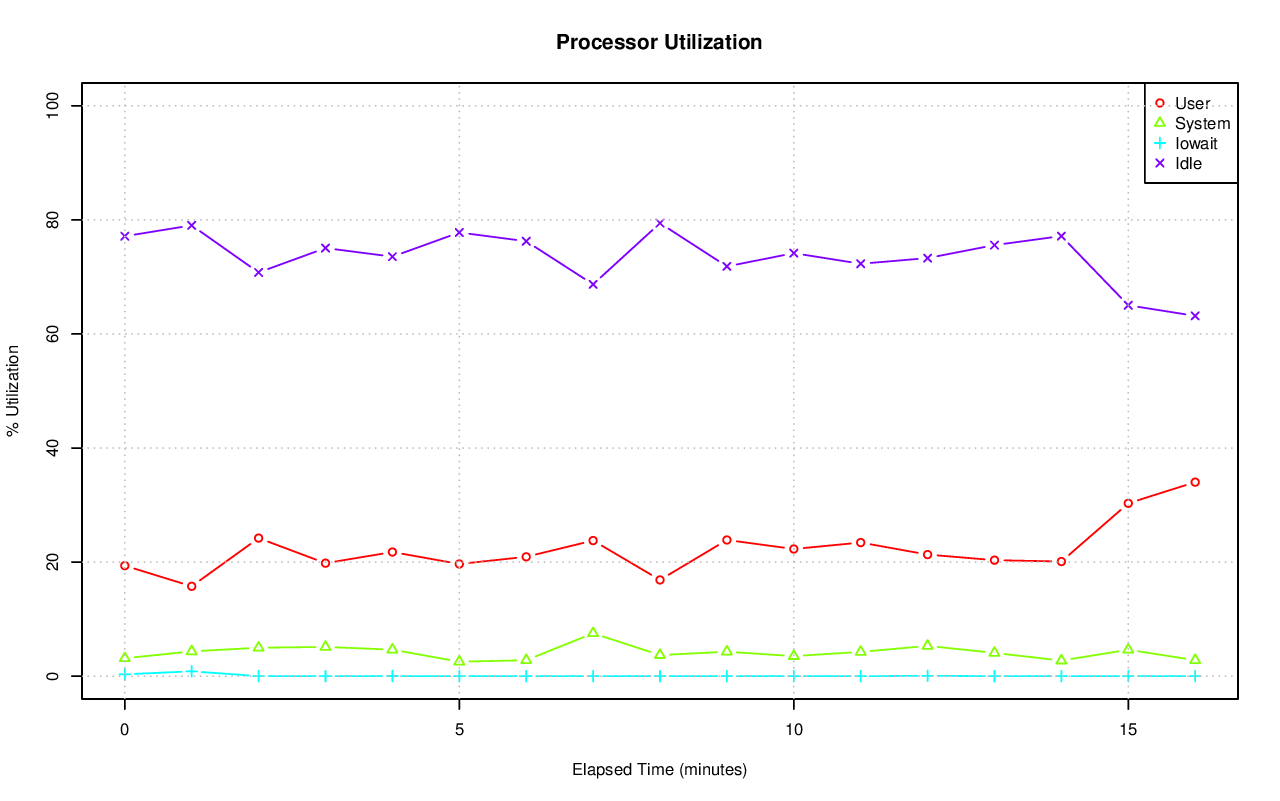 Processor Utilization
100
80
60
40
20
0
% Utilization
User
System
Iowait
Idle
0 5 10 15
Elapsed Time (minutes)